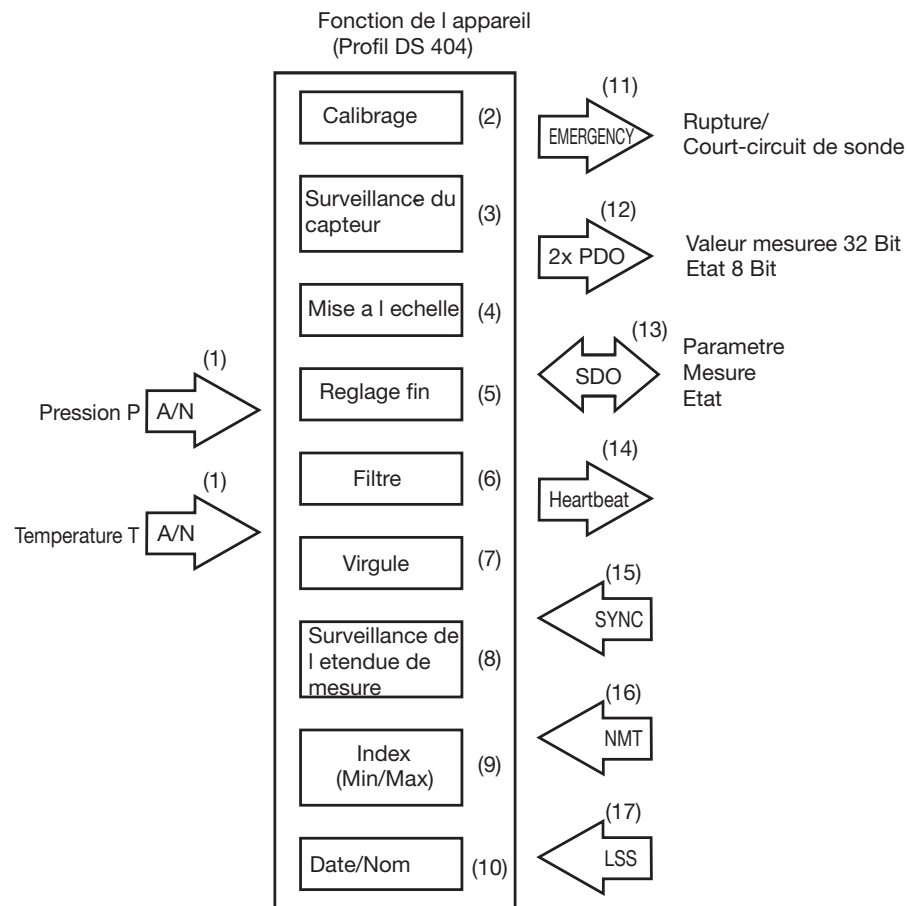 Fonction de l appareil
(Profil DS 404)
Calibrage
(2)
Surveillance du
capteur
(3)
Mise a l echelle
(4)
Reglage fin
(5)
Filtre
(6)
Virgule
(7)
Surveillance de
l etendue de
mesure
(8)
Index
(Min/Max)
(9)
Date/Nom
(10)
(1)
Pression P
A/N
(1)
Temperature T
A/N
(11)
EMERGENCY
Rupture/
Court-circuit de sonde
(12)
2x PDO
Valeur mesuree 32 Bit
Etat 8 Bit
(13)
SDO
Parametre
Mesure
Etat
(14)
Heartbeat
(15)
SYNC
(16)
NMT
(17)
LSS